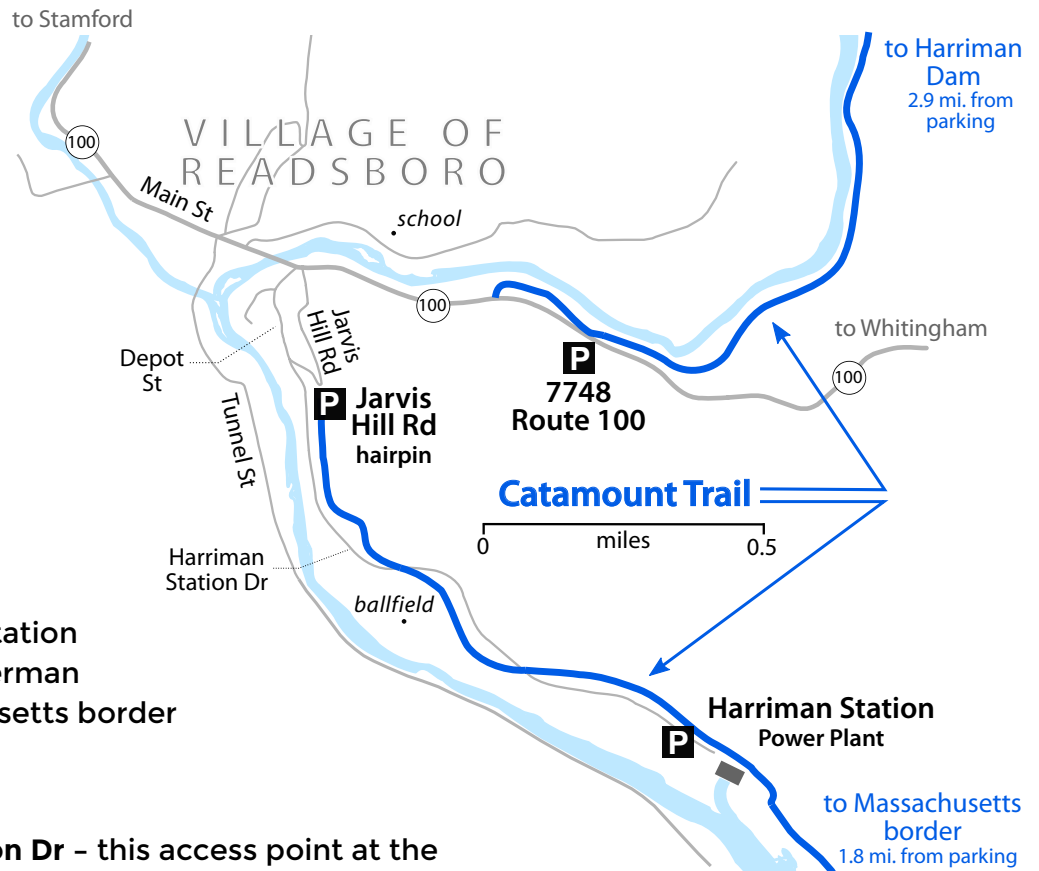 to Stamford
to Harriman
Dam
2.9 mi. from
parking
100
VILLAGE OF
READSBORO
Main St
school
100
to Whitingham
100
Jarvis
Hill Rd
Depot
St
Tunnel St
P
7748
Route 100
P
Jarvis
Hill Rd
hairpin
Catamount Trail
0
miles
0.5
Harriman
Station Dr
ballfield
tation
erman
setts border
Harriman Station
Power Plant
P
to Massachusetts
border
1.8 mi. from parking
on Dr – this access point at the